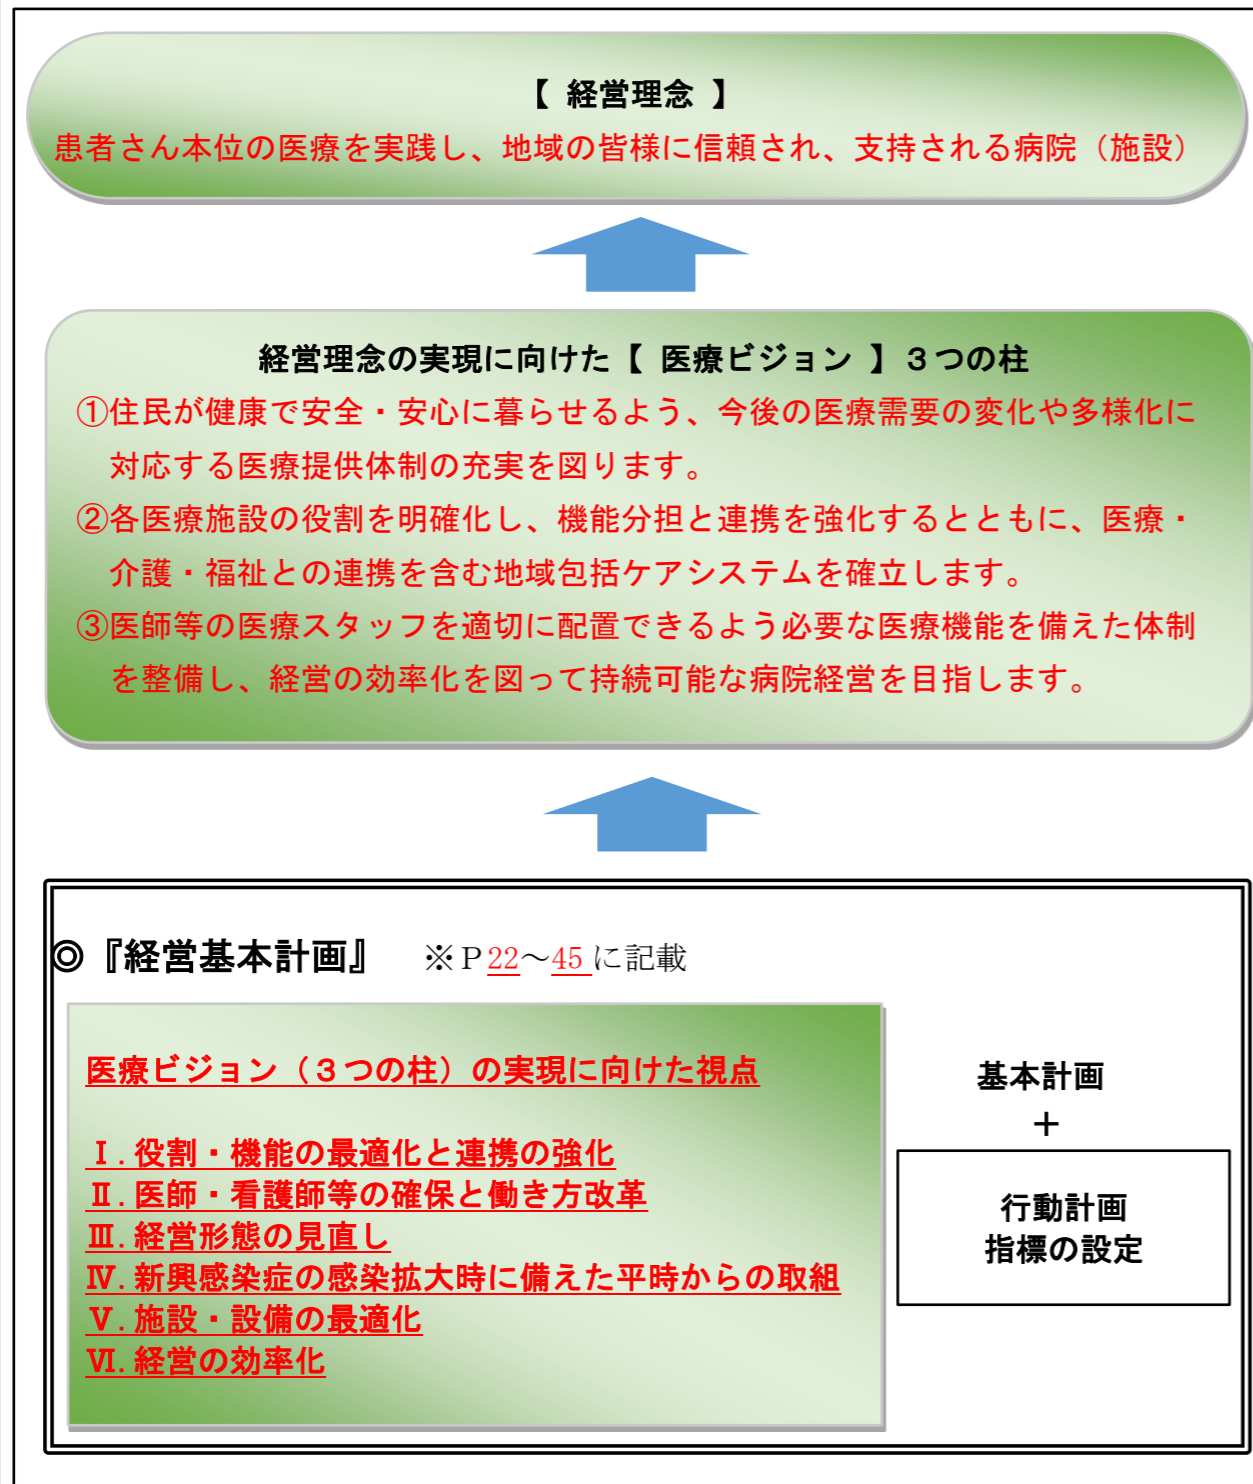 【 経営理念 】
患者さん本位の医療を実践し、地域の皆様に信頼され、支持される病院（施設）
経営理念の実現に向けた【 医療ビジョン 】３つの柱
①住民が健康で安全・安心に暮らせるよう、今後の医療需要の変化や多様化に
対応する医療提供体制の充実を図ります。
②各医療施設の役割を明確化し、機能分担と連携を強化するとともに、医療・
介護・福祉との連携を含む地域包括ケアシステムを確立します。
③医師等の医療スタッフを適切に配置できるよう必要な医療機能を備えた体制
を整備し、経営の効率化を図って持続可能な病院経営を目指します。
◎『経営基本計画』　※Ｐ22～45 に記載
医療ビジョン（３つの柱）の実現に向けた視点
Ⅰ.役割・機能の最適化と連携の強化
Ⅱ.医師・看護師等の確保と働き方改革
Ⅲ.経営形態の見直し
Ⅳ.新興感染症の感染拡大時に備えた平時からの取組
Ⅴ.施設・設備の最適化
Ⅵ.経営の効率化
基本計画
＋
行動計画
指標の設定